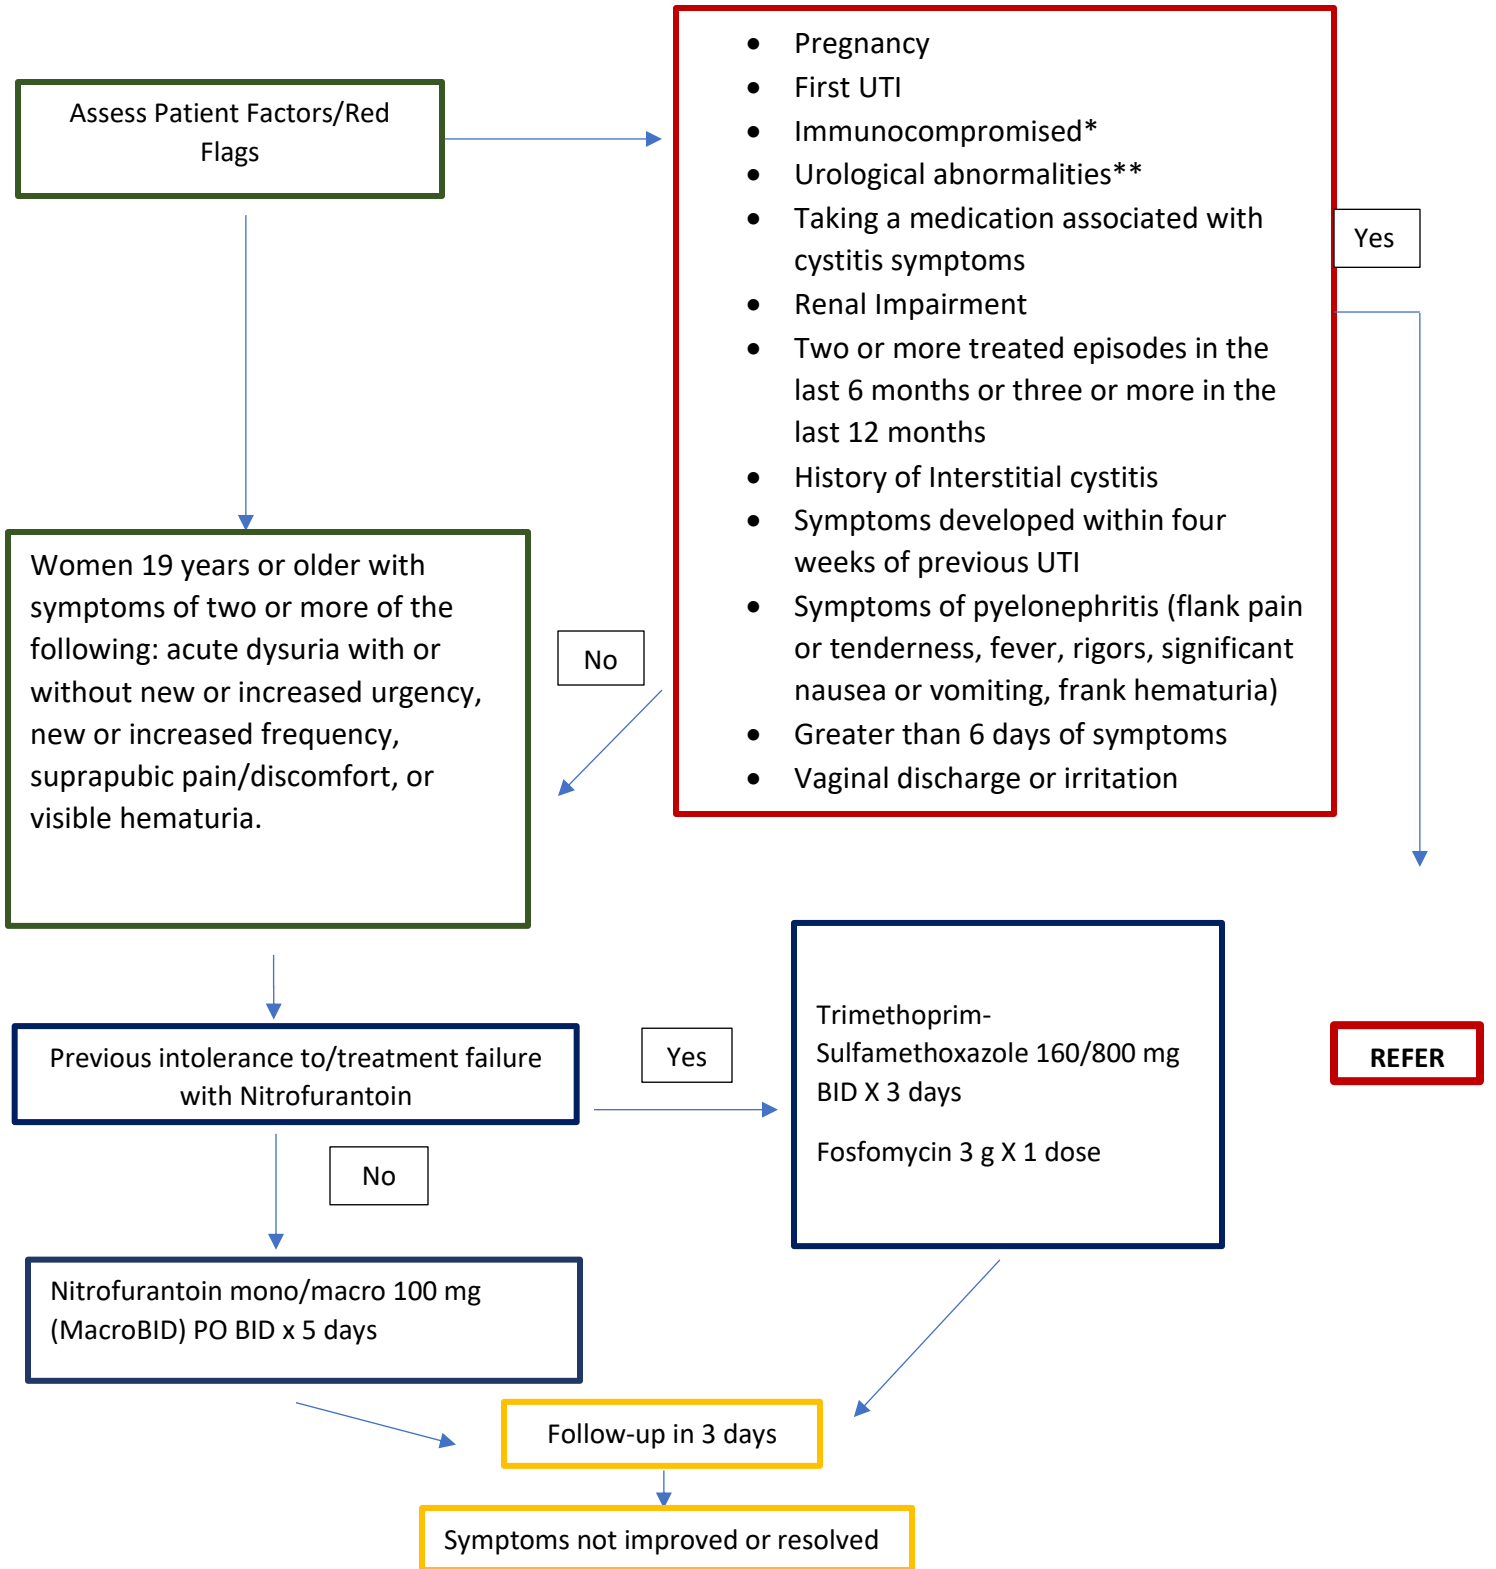 Assess Patient Factors/Red
Flags
• Pregnancy
• First UTI
• Immunocompromised*
• Urological abnormalities**
• Taking a medication associated with
cystitis symptoms
• Renal Impairment
• Two or more treated episodes in the
last 6 months or three or more in the
last 12 months
• History of Interstitial cystitis
• Symptoms developed within four
weeks of previous UTI
• Symptoms of pyelonephritis (flank pain
or tenderness, fever, rigors, significant
nausea or vomiting, frank hematuria)
• Greater than 6 days of symptoms
• Vaginal discharge or irritation
Yes
No
Women 19 years or older with
symptoms of two or more of the
following: acute dysuria with or
without new or increased urgency,
new or increased frequency,
suprapubic pain/discomfort, or
visible hematuria.
Previous intolerance to/treatment failure
with Nitrofurantoin
Yes
Trimethoprim-
Sulfamethoxazole 160/800 mg
BID X 3 days
Fosfomycin 3 g X 1 dose
REFER
No
Nitrofurantoin mono/macro 100 mg
(MacroBID) PO BID x 5 days
Follow-up in 3 days
Symptoms not improved or resolved